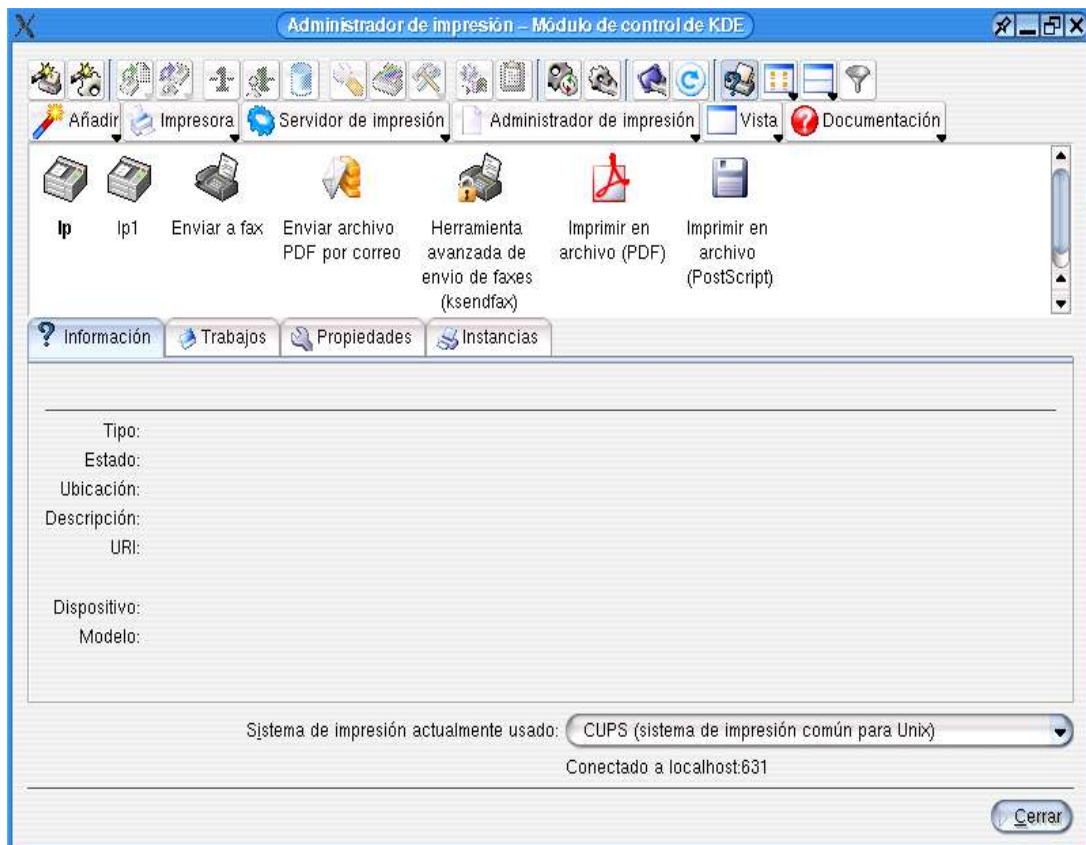 Administrador de impresión – Módulo de control de KDE
Añadir Impresora Servidor de impresión Administrador de impresión Vista Documentación
lp lp1 Enviar a fax Enviar archivo Herramienta Imprimir en Imprimir en
PDF por correo avanzada de archivo (PDF) archivo
envio de faxes (PostScript)
(ksendfax)
Información Trabajos Propiedades Instancias
Tipo:
Estado:
Ubicación:
Descripción:
URI:
Dispositivo:
Modelo:
Sistema de impresión actualmente usado: CUPS (sistema de impresión común para Unix)
Conectado a localhost:631
Cerrar